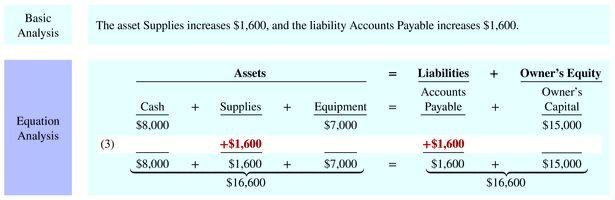 Basic
Analysis
The asset Supplies increases $1,600, and the liability Accounts Payable increases $1,600.
Equation
Analysis
Assets = Liabilities + Owner's Equity
Accounts Owner's
Cash + Supplies + Equipment = Payable + Capital
$8,000 $7,000 $15,000
(3) +$1,600 +$1,600
$8,000 + $1,600 + $7,000 = $1,600 + $15,000
$16,600 $16,600